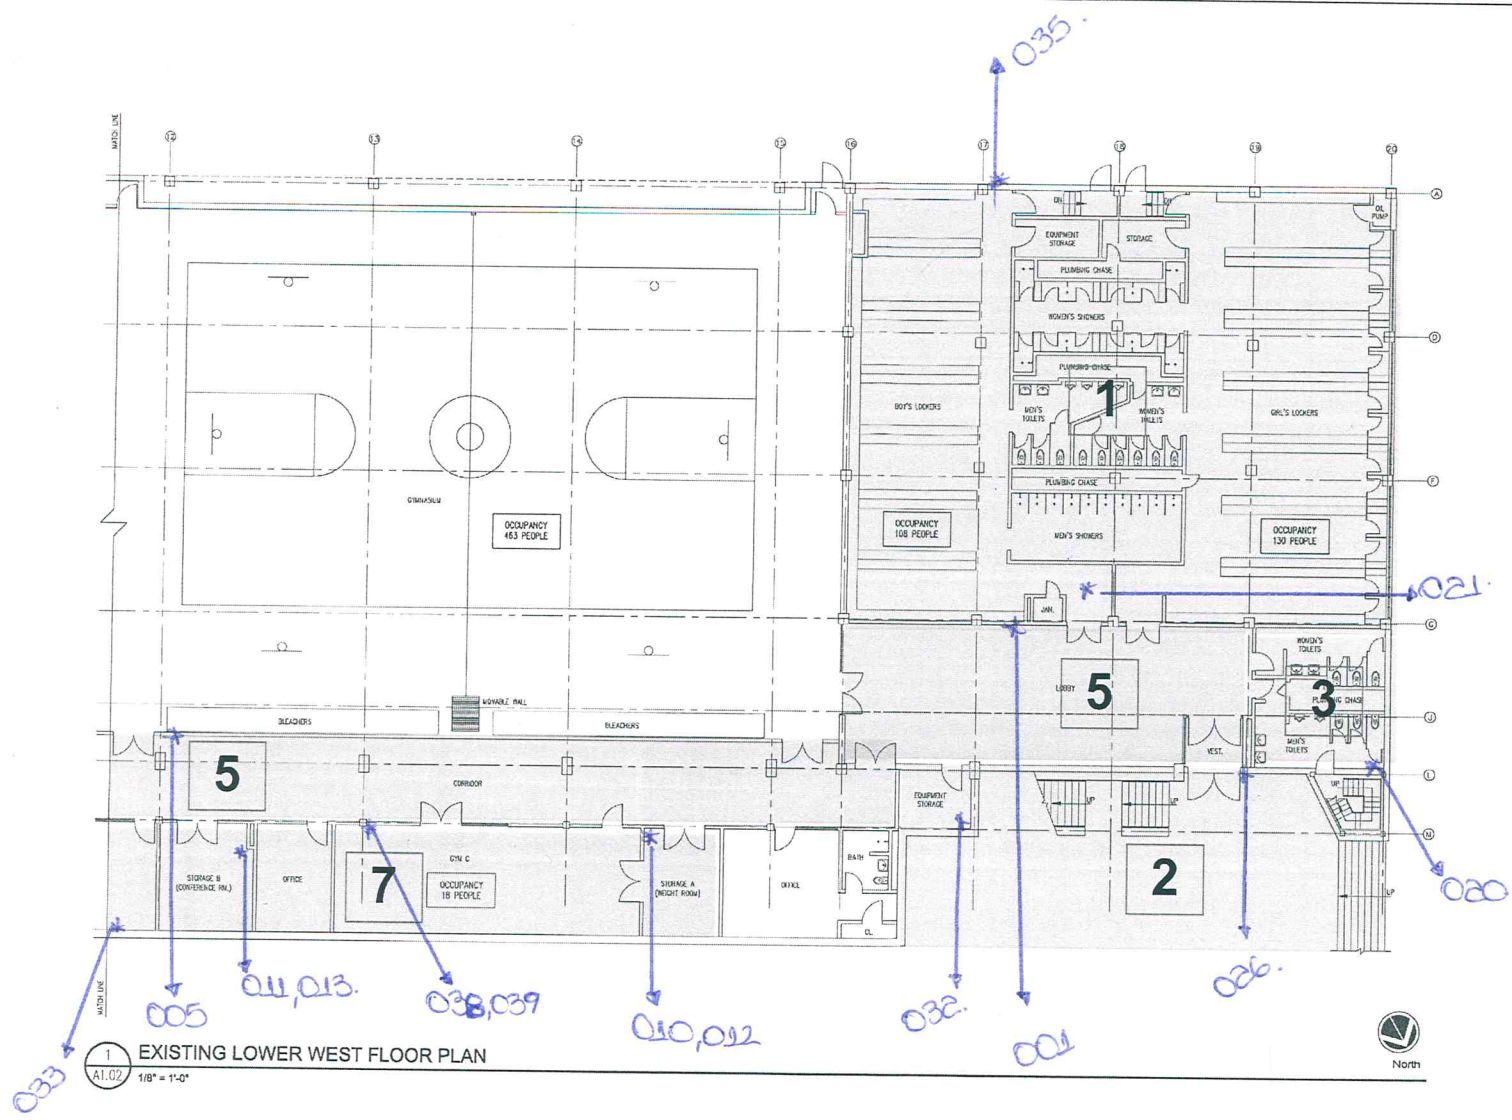 035.
MATCH LINE
12
13
14
15
16
17
18
19
20
A
OIL
PUMP
DN
DN
EQUIPMENT
STORAGE
STORAGE
PLUMBING CHASE
WOMEN'S SHOWERS
D
PLUMBING CHASE
1
BOY'S LOCKERS
MEN'S
TOILETS
WOMEN'S
TOILETS
GIRL'S LOCKERS
GYMNASIUM
PLUMBING CHASE
F
OCCUPANCY
463 PEOPLE
OCCUPANCY
108 PEOPLE
MEN'S SHOWERS
OCCUPANCY
130 PEOPLE
021.
JAN.
G
WOMEN'S
TOILETS
LOBBY
5
3
PLUMBING CHASE
MOVABLE WALL
BLEACHERS
BLEACHERS
J
MEN'S
TOILETS
VEST.
5
CORRIDOR
L
EQUIPMENT
STORAGE
UP
UP
UP
M
STORAGE B
(CONFERENCE RM.)
OFFICE
7
GYM C
OCCUPANCY
18 PEOPLE
STORAGE A
(WEIGHT ROOM)
OFFICE
BATH
CL.
2
UP
020
MATCH LINE
005
011,013.
038,039
010,012
032.
001
026.
033
1
A1.02
EXISTING LOWER WEST FLOOR PLAN
1/8" = 1'-0"
North